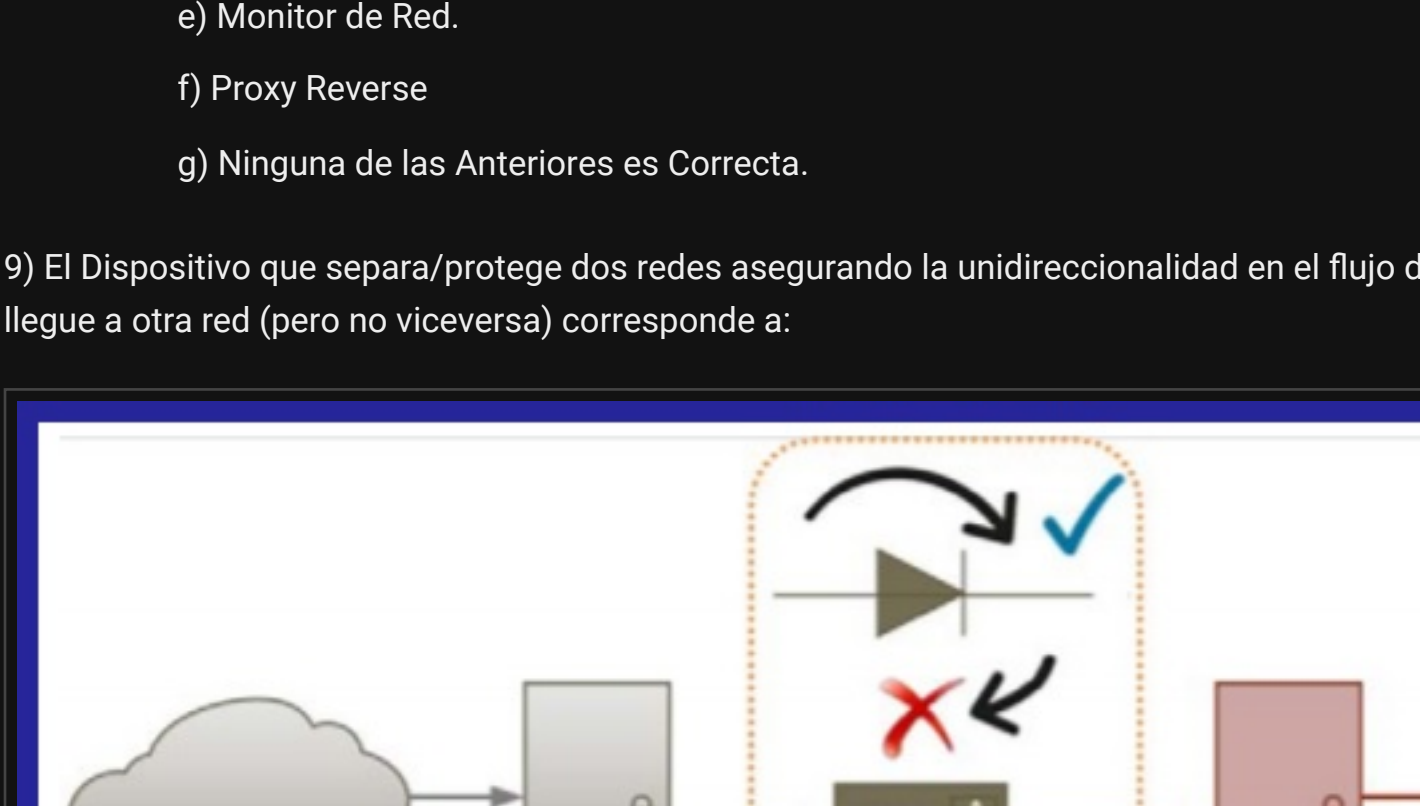 e) Monitor de Red.
f) Proxy Reverse
g) Ninguna de las Anteriores es Correcta.
9) El Dispositivo que separa/protege dos redes asegurando la unidireccionalidad en el flujo
llegue a otra red (pero no viceversa) corresponde a: